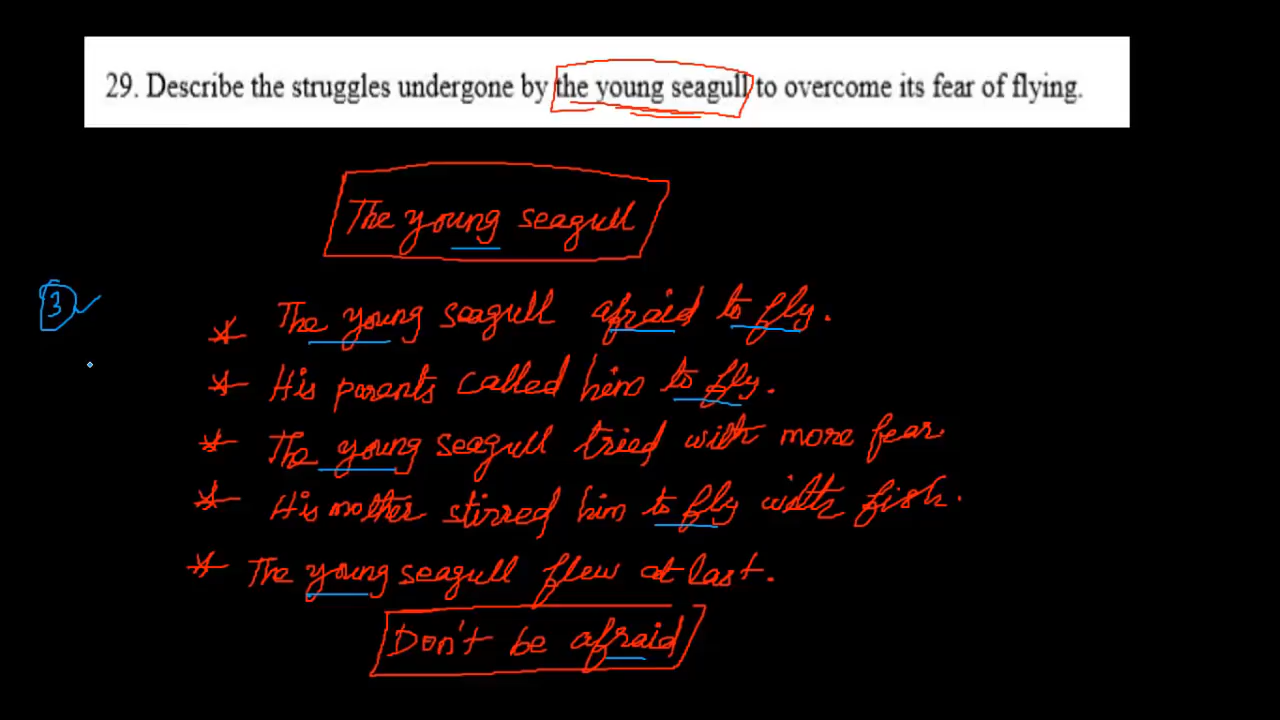 29. Describe the struggles undergone by the young seagull to overcome its fear of flying.
The young seagull
3
* The young seagull afraid to fly.
* His parents called him to fly.
* The young seagull tried with more fear.
* His mother stirred him to fly with fish.
* The young seagull flew at last.
Don't be afraid